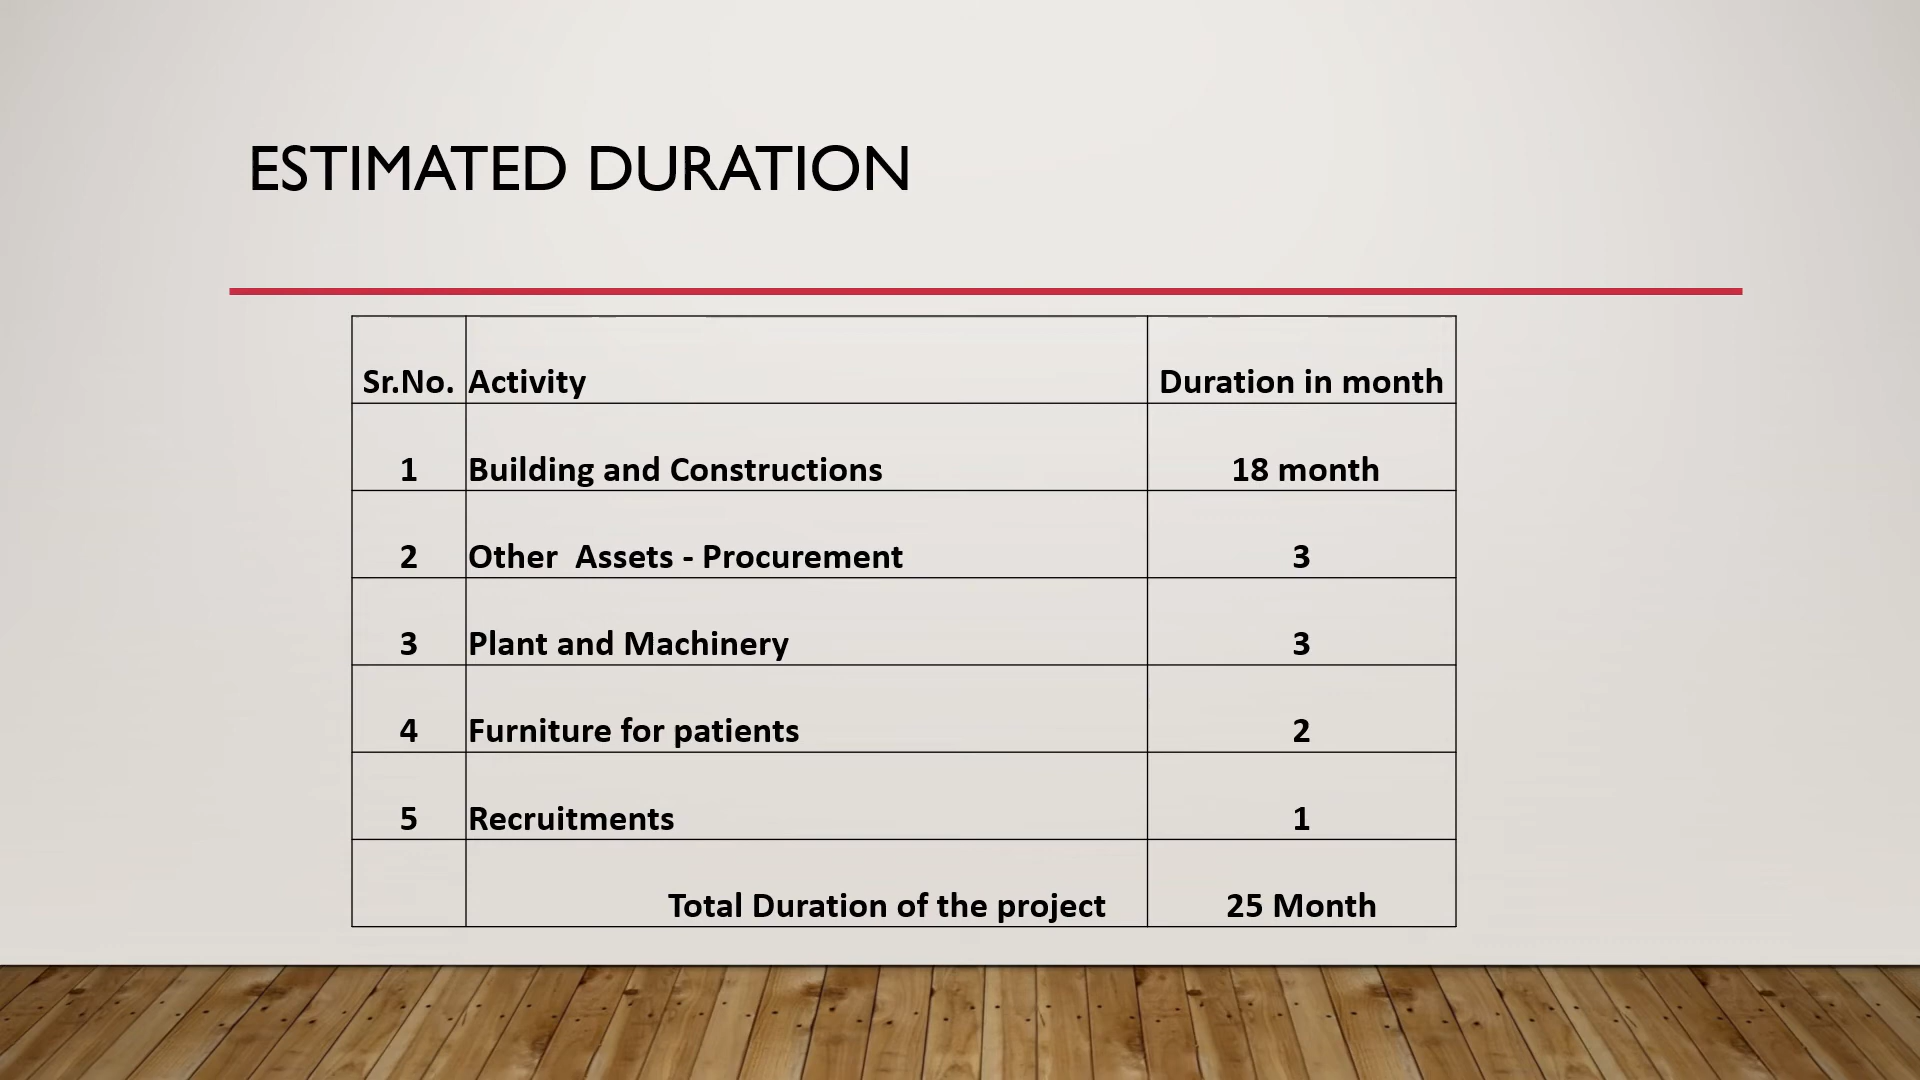 ESTIMATED DURATION
Sr.No. Activity Duration in month
1 Building and Constructions 18 month
2 Other  Assets - Procurement 3
3 Plant and Machinery 3
4 Furniture for patients 2
5 Recruitments 1
Total Duration of the project 25 Month